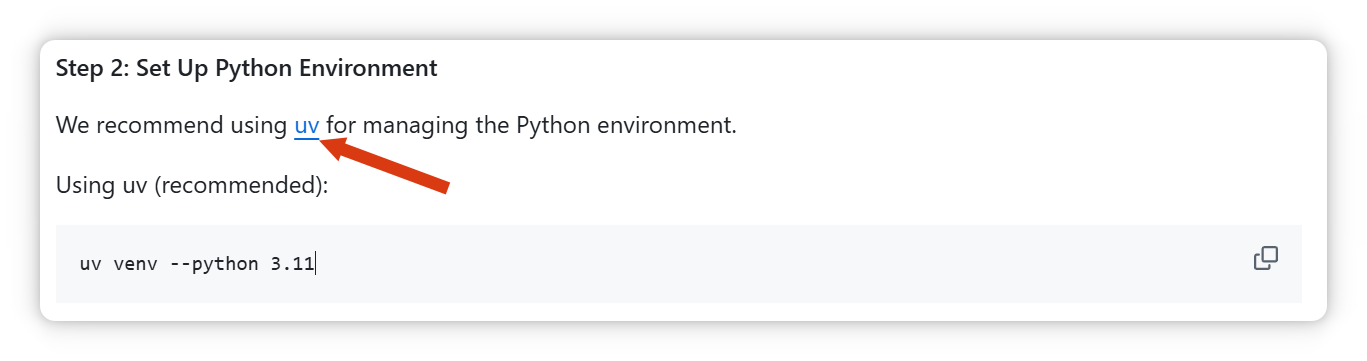 Step 2: Set Up Python Environment
We recommend using uv for managing the Python environment.
Using uv (recommended):
uv venv --python 3.11